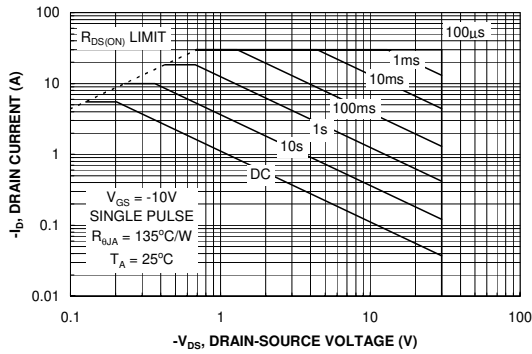 100
10
1
0.1
0.01
-I_D, DRAIN CURRENT (A)
R_DS(ON) LIMIT
100µs
1ms
10ms
100ms
1s
10s
DC
V_GS = -10V
SINGLE PULSE
R_θJA = 135°C/W
T_A = 25°C
0.1
1
10
100
-V_DS, DRAIN-SOURCE VOLTAGE (V)